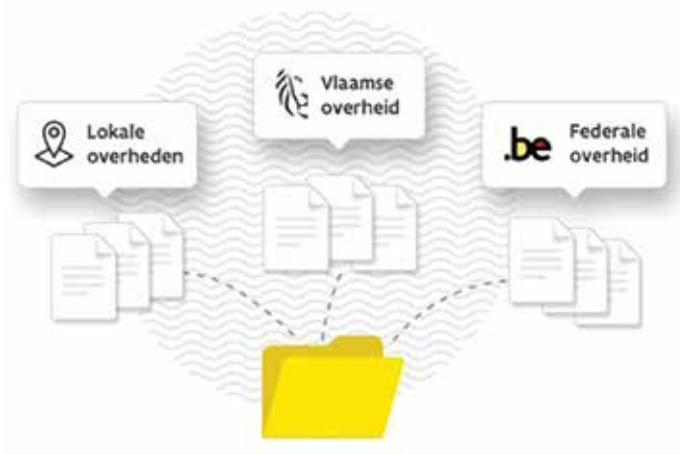 Lokale
overheden
Vlaamse
overheid
.be
Federale
overheid